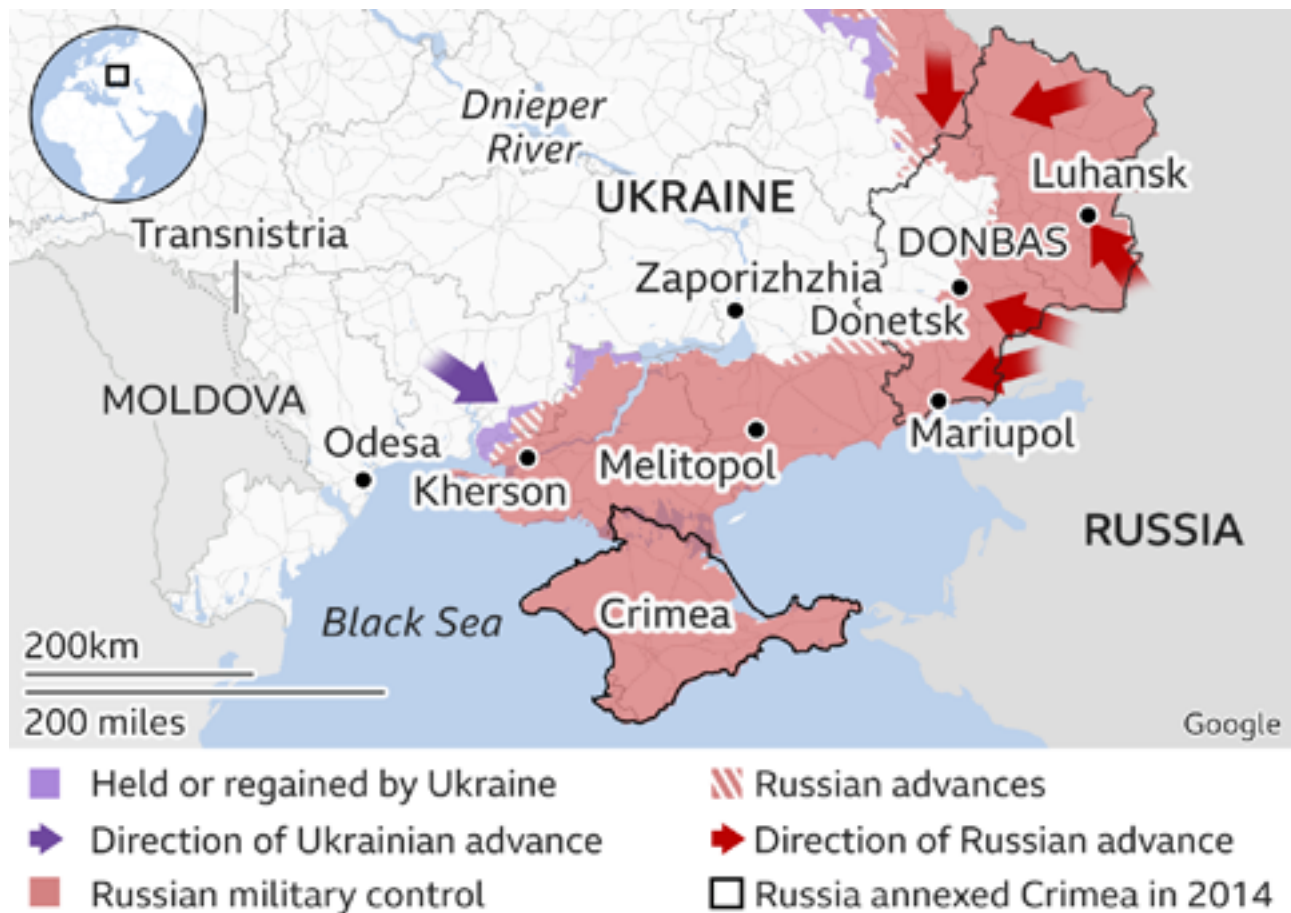 Dnieper
River
UKRAINE
Luhansk
Transnistria
DONBAS
Zaporizhzhia
Donetsk
MOLDOVA
Odesa
Mariupol
Melitopol
Kherson
RUSSIA
Crimea
Black Sea
200km
200 miles
Google
Held or regained by Ukraine
Russian advances
Direction of Ukrainian advance
Direction of Russian advance
Russian military control
Russia annexed Crimea in 2014